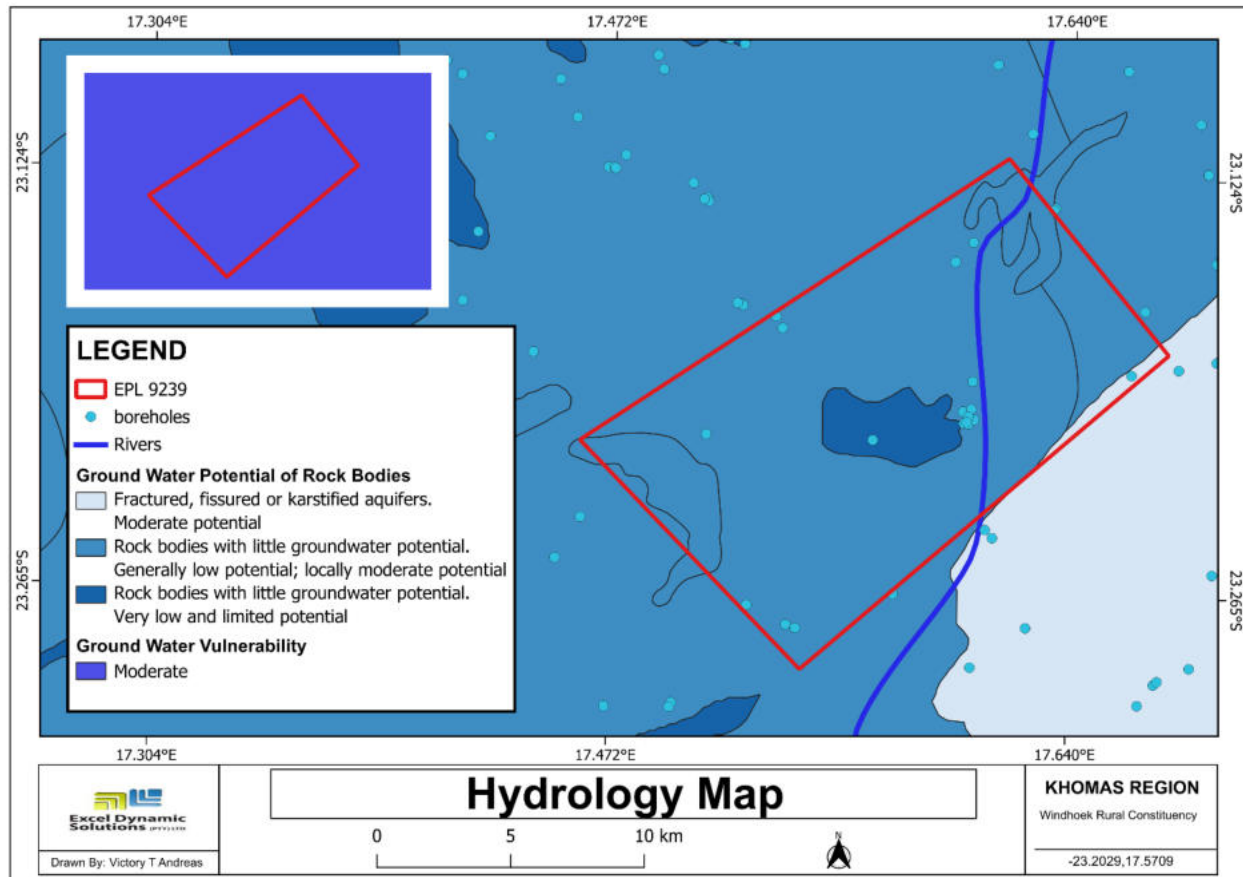 17.304°E
17.472°E
17.640°E
23.124°S
23.124°S
LEGEND
EPL 9239
boreholes
Rivers
Ground Water Potential of Rock Bodies
Fractured, fissured or karstified aquifers.
Moderate potential
Rock bodies with little groundwater potential.
Generally low potential; locally moderate potential
Rock bodies with little groundwater potential.
Very low and limited potential
Ground Water Vulnerability
Moderate
23.265°S
23.265°S
17.304°E
17.472°E
17.640°E
Excel Dynamic
Solutions (PTY) LTD
Drawn By: Victory T Andreas
Hydrology Map
0 5 10 km
N
KHOMAS REGION
Windhoek Rural Constituency
-23.2029,17.5709